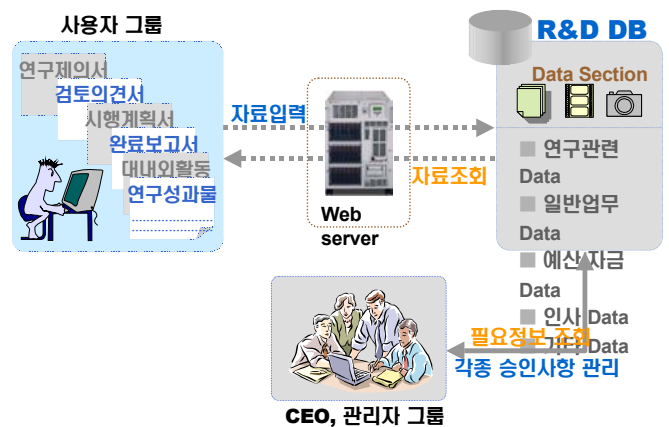 사용자 그룹
연구제의서
검토의견서
시행계획서
완료보고서
대내외활동
연구성과물
자료입력
자료조회
Web
server
R&D DB
Data Section
연구관련
Data
일반업무
Data
예산/자금
Data
인사 Data
기타 Data
필요정보 조회
각종 승인사항 관리
CEO, 관리자 그룹